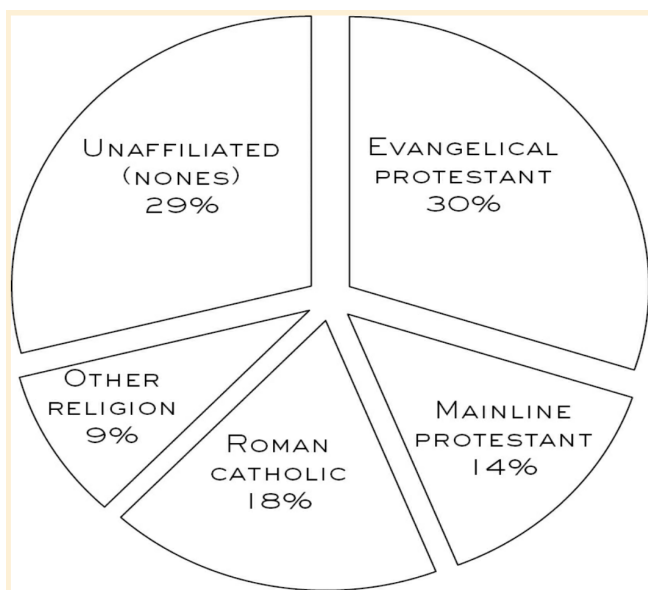 UNAFFILIATED
(NONES)
29%
EVANGELICAL
PROTESTANT
30%
OTHER
RELIGION
9%
ROMAN
CATHOLIC
18%
MAINLINE
PROTESTANT
14%